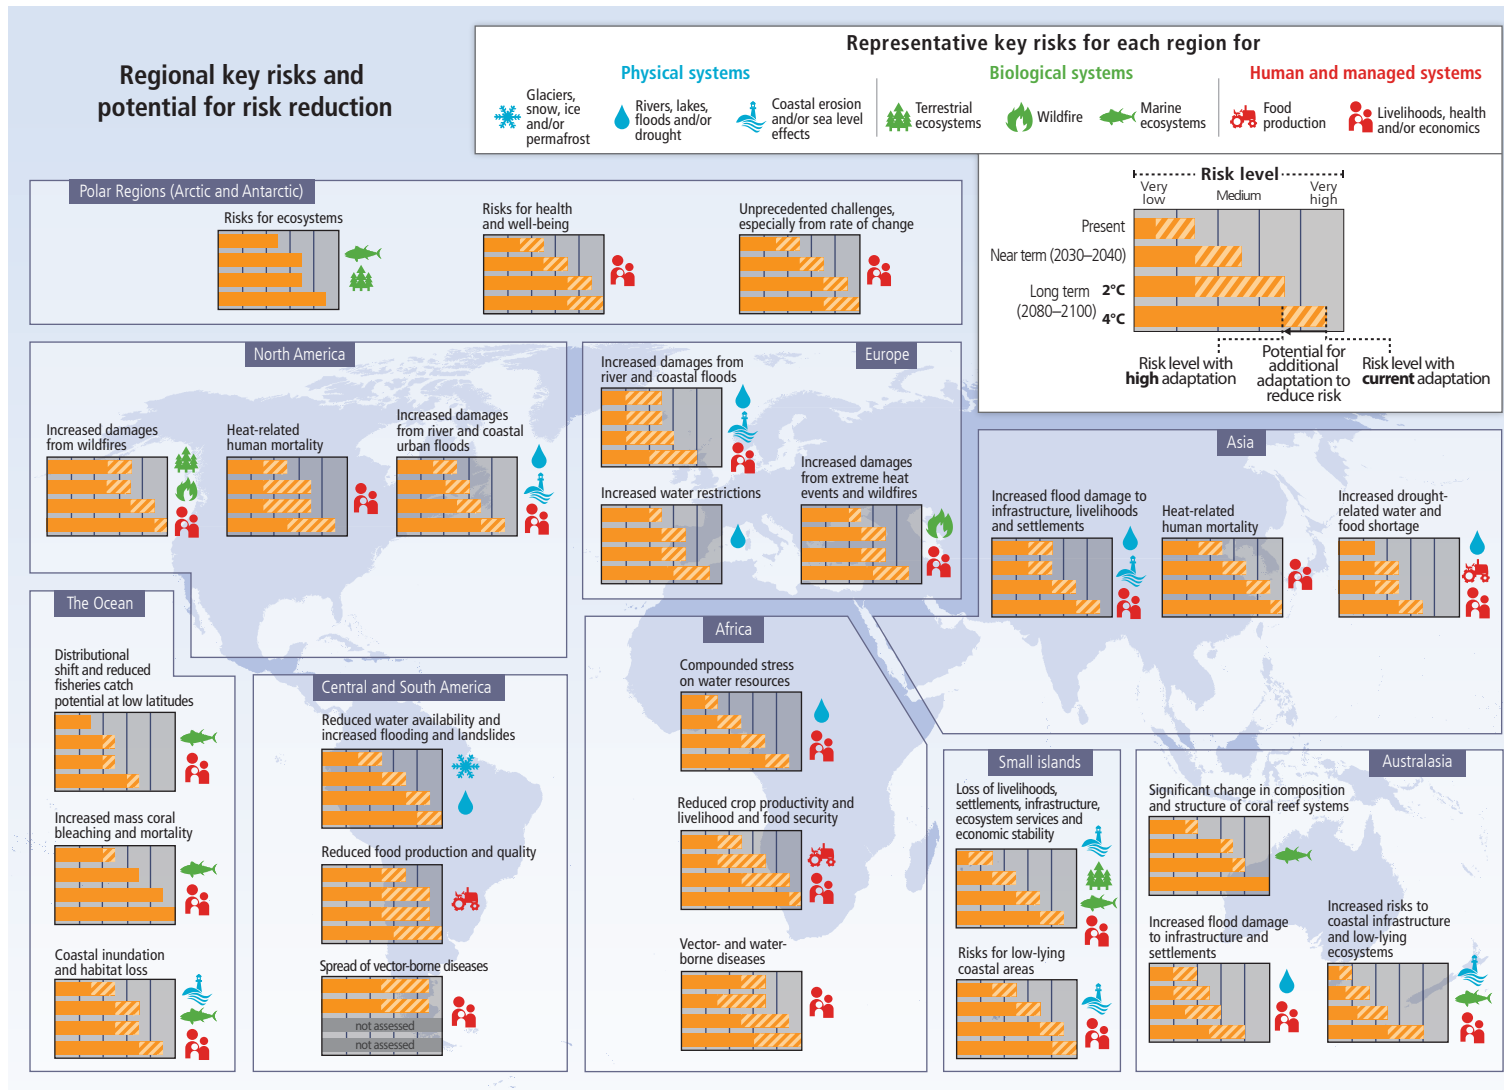 Regional key risks and
potential for risk reduction
Representative key risks for each region for
Physical systems
Biological systems
Human and managed systems
Glaciers,
snow, ice
and/or
permafrost
Rivers, lakes,
floods and/or
drought
Coastal erosion
and/or sea level
effects
Terrestrial
ecosystems
Wildfire
Marine
ecosystems
Food
production
Livelihoods, health
and/or economics
Risk level
Very
low
Medium
Very
high
Present
Near term (2030–2040)
Long term
(2080–2100)
2°C
4°C
Risk level with
high adaptation
Potential for
additional
adaptation to
reduce risk
Risk level with
current adaptation
Polar Regions (Arctic and Antarctic)
Risks for ecosystems
Risks for health
and well-being
Unprecedented challenges,
especially from rate of change
North America
Increased damages
from wildfires
Heat-related
human mortality
Increased damages
from river and coastal
urban floods
Europe
Increased damages from
river and coastal floods
Increased water restrictions
Increased damages
from extreme heat
events and wildfires
Asia
Increased flood damage to
infrastructure, livelihoods
and settlements
Heat-related
human mortality
Increased drought-
related water and
food shortage
The Ocean
Distributional
shift and reduced
fisheries catch
potential at low latitudes
Increased mass coral
bleaching and mortality
Coastal inundation
and habitat loss
Central and South America
Reduced water availability and
increased flooding and landslides
Reduced food production and quality
Spread of vector-borne diseases
not assessed
not assessed
Africa
Compounded stress
on water resources
Reduced crop productivity and
livelihood and food security
Vector- and water-
borne diseases
Small islands
Loss of livelihoods,
settlements, infrastructure,
ecosystem services and
economic stability
Risks for low-lying
coastal areas
Australasia
Significant change in composition
and structure of coral reef systems
Increased flood damage
to infrastructure and
settlements
Increased risks to
coastal infrastructure
and low-lying
ecosystems